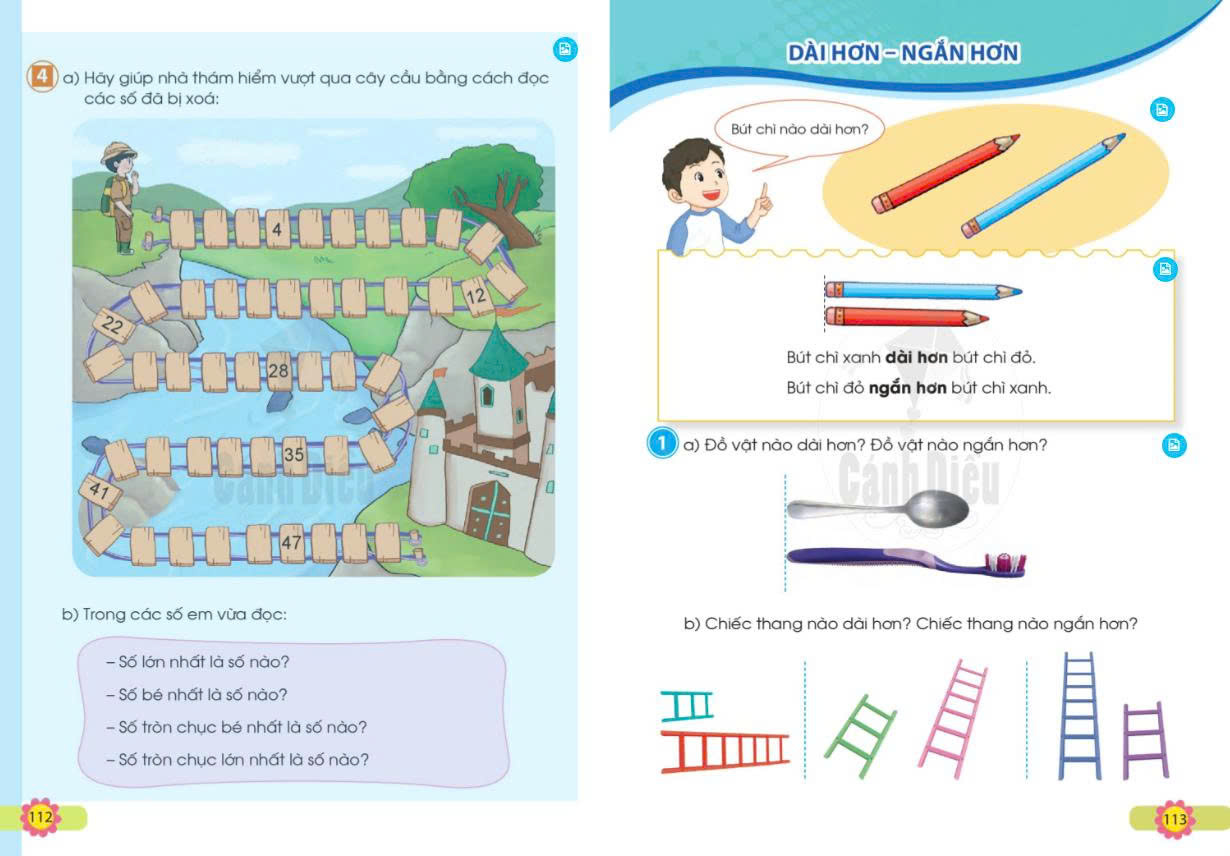 4 a) Hãy giúp nhà thám hiểm vượt qua cây cầu bằng cách đọc
các số đã bị xoá:
4
12
22
28
35
41
47
Cánh Diều
b) Trong các số em vừa đọc:
– Số lớn nhất là số nào?
– Số bé nhất là số nào?
– Số tròn chục bé nhất là số nào?
– Số tròn chục lớn nhất là số nào?
112
DÀI HƠN – NGẮN HƠN
Bút chì nào dài hơn?
Bút chì xanh dài hơn bút chì đỏ.
Bút chì đỏ ngắn hơn bút chì xanh.
1 a) Đồ vật nào dài hơn? Đồ vật nào ngắn hơn?
Cánh Diều
b) Chiếc thang nào dài hơn? Chiếc thang nào ngắn hơn?
113